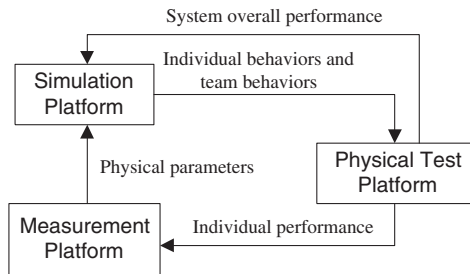 System overall performance
Simulation
Platform
Individual behaviors and
team behaviors
Physical Test
Platform
Physical parameters
Measurement
Platform
Individual performance